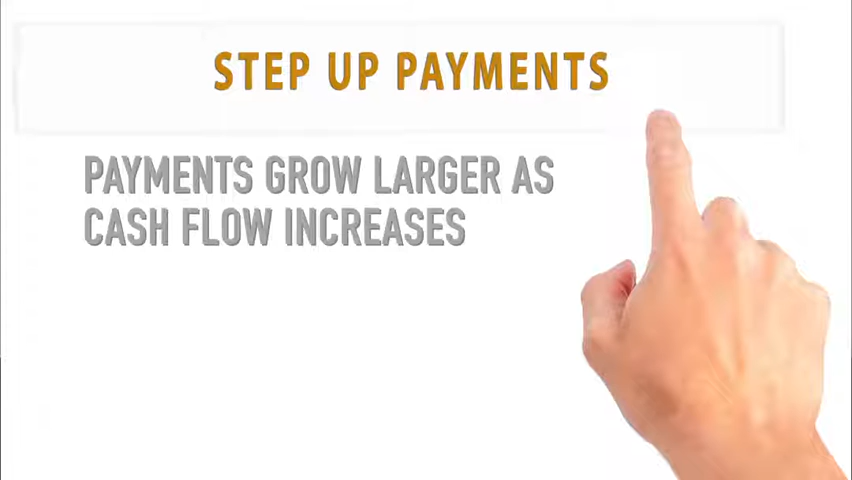 STEP UP PAYMENTS
PAYMENTS GROW LARGER AS
CASH FLOW INCREASES